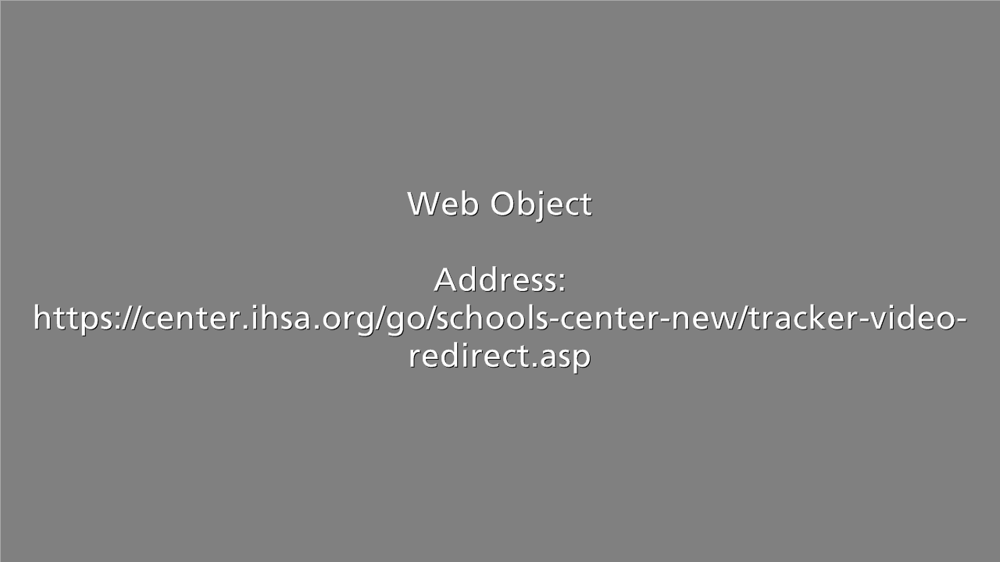 Web Object
Address:
https://center.ihsa.org/go/schools-center-new/tracker-video-
redirect.asp